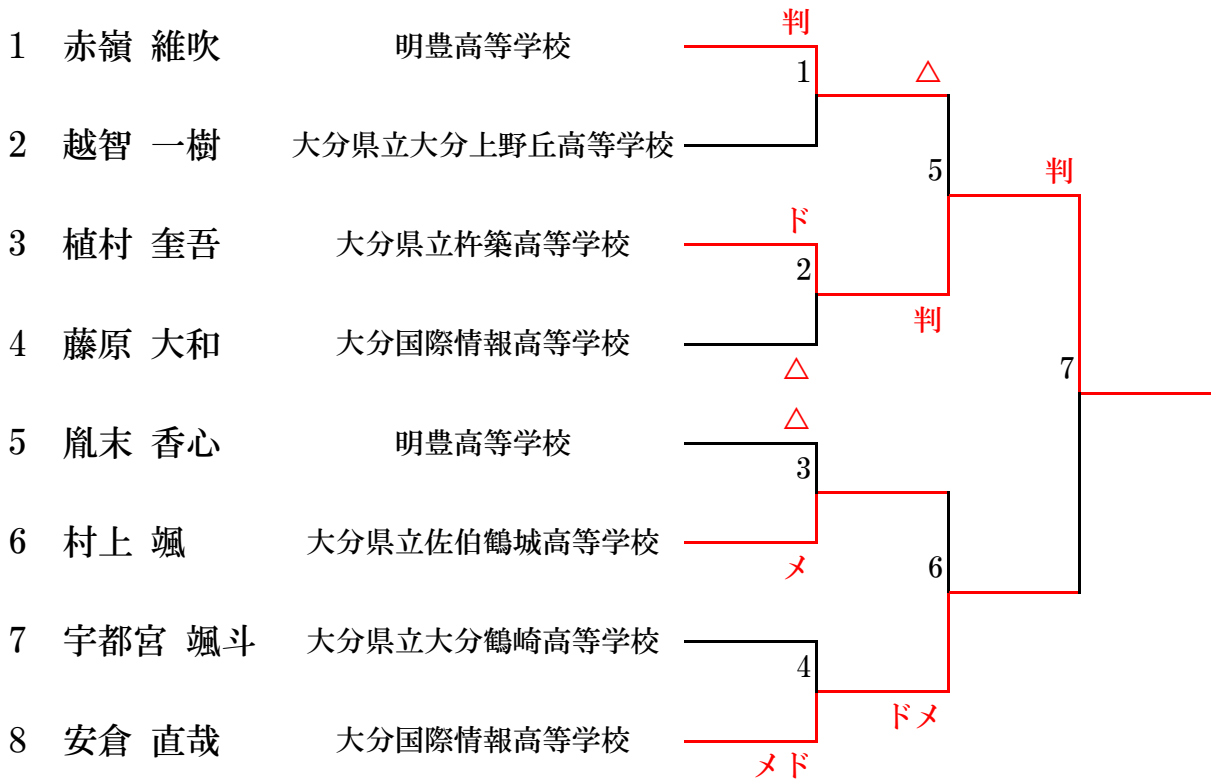 判
1 赤嶺 維吹 明豊高等学校
1 △
2 越智 一樹 大分県立大分上野丘高等学校
5 判
ド
3 植村 奎吾 大分県立杵築高等学校
2
判
4 藤原 大和 大分国際情報高等学校
△
7
△
5 胤末 香心 明豊高等学校
3
6 村上 颯 大分県立佐伯鶴城高等学校
メ
6
7 宇都宮 颯斗 大分県立大分鶴崎高等学校
4
ドメ
8 安倉 直哉 大分国際情報高等学校
メド